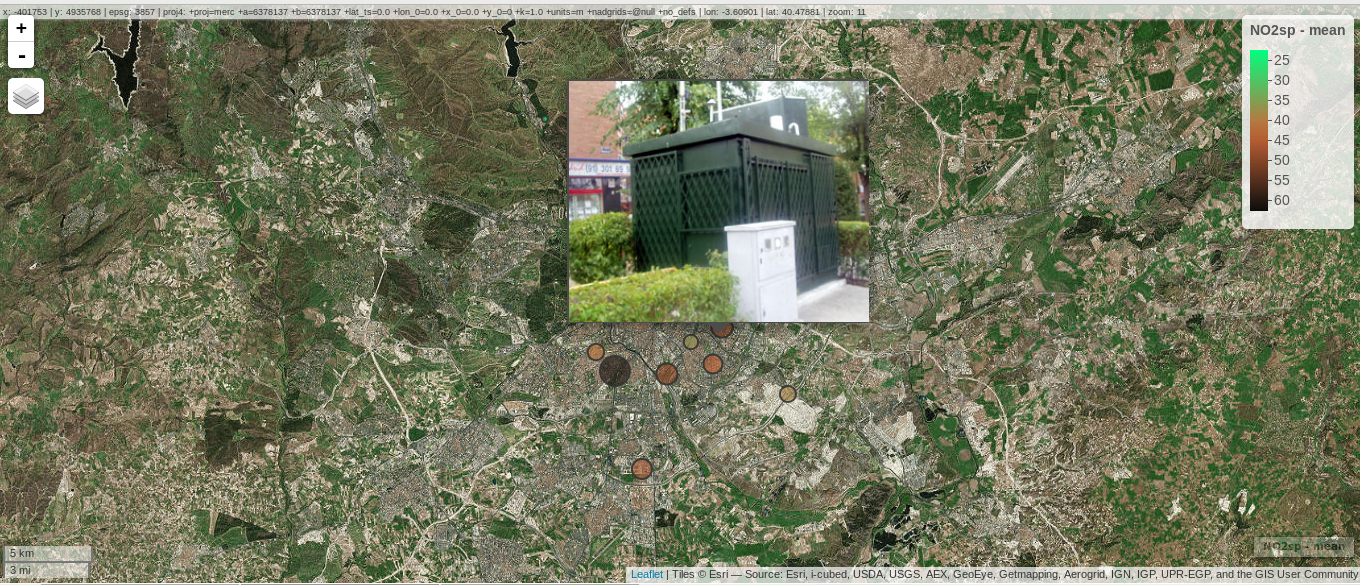 x: -401753 | y: 4935768 | epsg: 3857 | proj4: +proj=merc +a=6378137 +b=6378137 +lat_ts=0.0 +lon_0=0.0 +x_0=0.0 +y_0=0 +k=1.0 +units=m +nadgrids=@null +no_defs | lon: -3.60901 | lat: 40.47881 | zoom: 11
+
-
NO2sp - mean
25
30
35
40
45
50
55
60
×
(91) 301 69
5 km
3 mi
NO2sp - mean
Leaflet | Tiles © Esri — Source: Esri, i-cubed, USDA, USGS, AEX, GeoEye, Getmapping, Aerogrid, IGN, IGP, UPR-EGP, and the GIS User Community